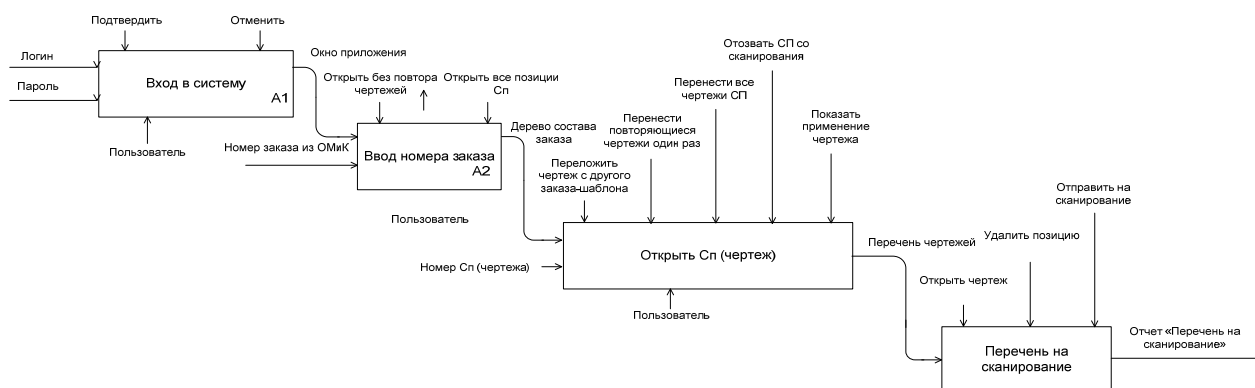 Подтвердить
Отменить
Логин
Пароль
Вход в систему
А1
Пользователь
Окно приложения
Открыть без повтора
чертежей
Открыть все позиции
Сп
Номер заказа из ОМиК
Ввод номера заказа
А2
Пользователь
Дерево состава
заказа
Переложить
чертеж с другого
заказа-шаблона
Перенести
повторяющиеся
чертежи один раз
Перенести все
чертежи СП
Отозвать СП со
сканирования
Показать
применение
чертежа
Номер Сп (чертежа)
Открыть Сп (чертеж)
Пользователь
Перечень чертежей
Открыть чертеж
Удалить позицию
Отправить на
сканирование
Перечень на
сканирование
Отчет «Перечень на
сканирование»